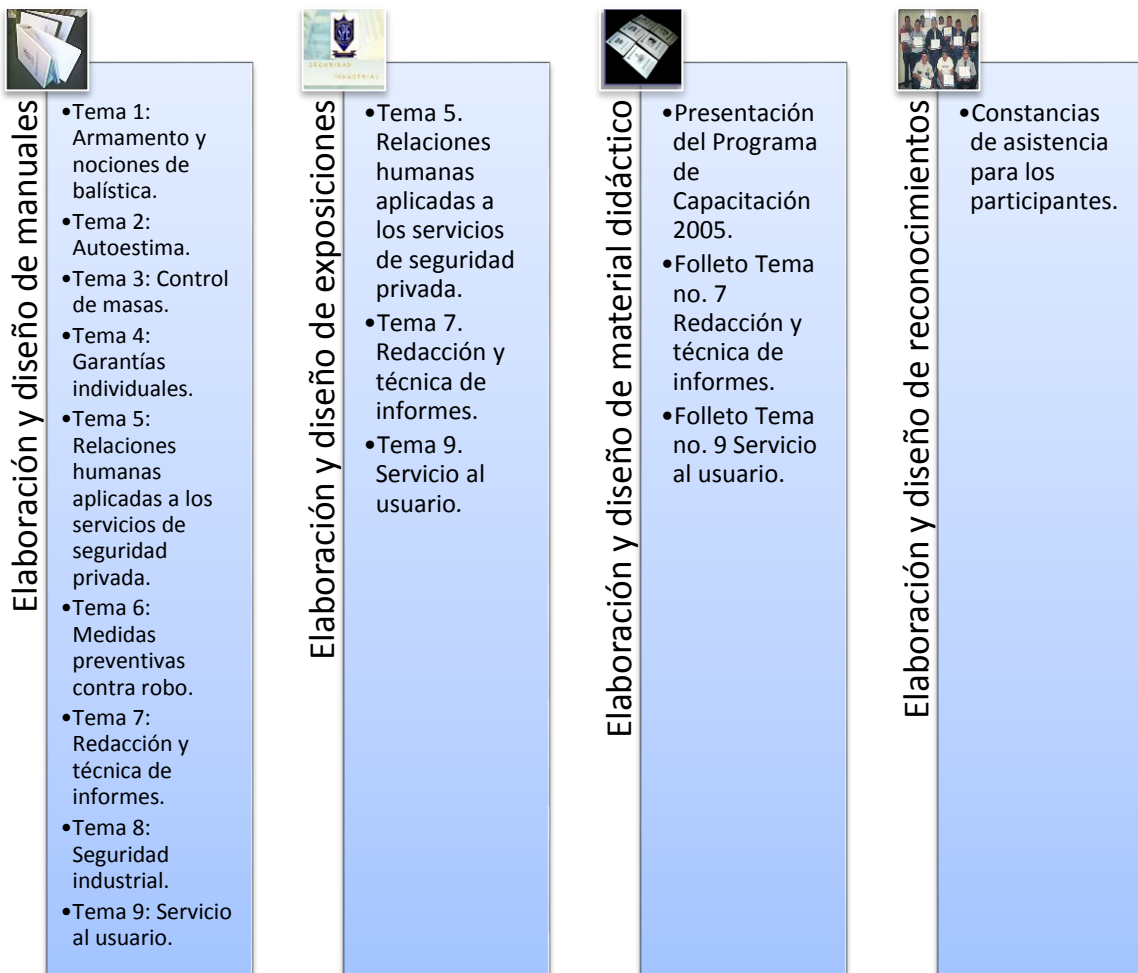 Elaboración y diseño de manuales
•Tema 1:
Armamento y
nociones de
balística.
•Tema 2:
Autoestima.
•Tema 3: Control
de masas.
•Tema 4:
Garantías
individuales.
•Tema 5:
Relaciones
humanas
aplicadas a los
servicios de
seguridad
privada.
•Tema 6:
Medidas
preventivas
contra robo.
•Tema 7:
Redacción y
técnica de
informes.
•Tema 8:
Seguridad
industrial.
•Tema 9: Servicio
al usuario.
SEGURIDAD
INDUSTRIAL
Elaboración y diseño de exposiciones
•Tema 5.
Relaciones
humanas
aplicadas a
los servicios
de seguridad
privada.
•Tema 7.
Redacción y
técnica de
informes.
•Tema 9.
Servicio al
usuario.
Elaboración y diseño de material didáctico
•Presentación
del Programa
de
Capacitación
2005.
•Folleto Tema
no. 7
Redacción y
técnica de
informes.
•Folleto Tema
no. 9 Servicio
al usuario.
Elaboración y diseño de reconocimientos
•Constancias
de asistencia
para los
participantes.